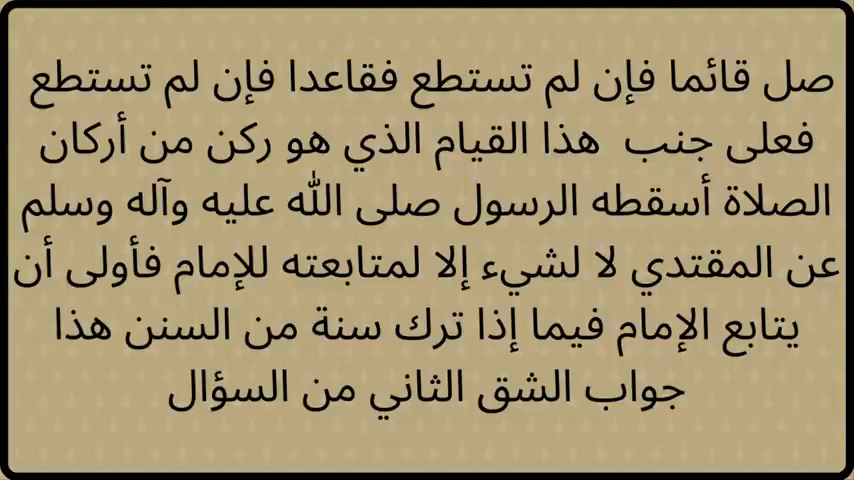 صل قائما فإن لم تستطع فقاعدا فإن لم تستطع
فعلى جنب هذا القيام الذي هو ركن من أركان
الصلاة أسقطه الرسول صلى الله عليه وآله وسلم
عن المقتدي لا لشيء إلا لمتابعته للإمام فأولى أن
يتابع الإمام فيما إذا ترك سنة من السنن هذا
جواب الشق الثاني من السؤال